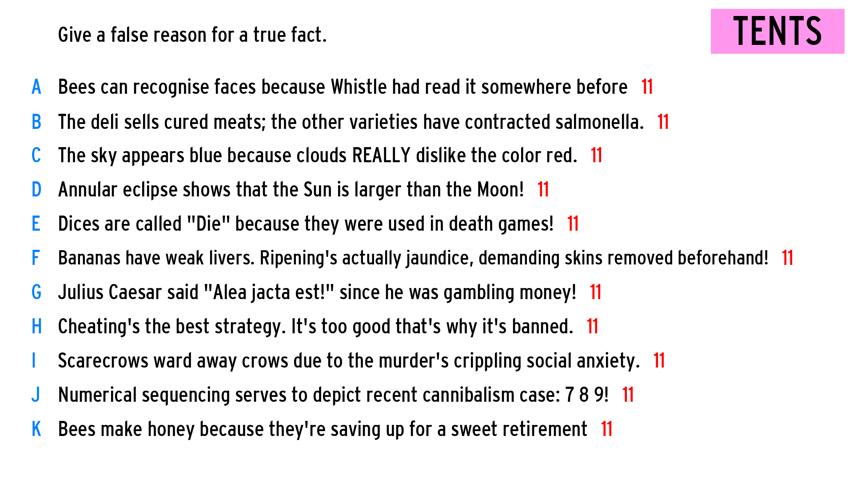 Give a false reason for a true fact.
TENTS
A Bees can recognise faces because Whistle had read it somewhere before 11
B The deli sells cured meats; the other varieties have contracted salmonella. 11
C The sky appears blue because clouds REALLY dislike the color red. 11
D Annular eclipse shows that the Sun is larger than the Moon! 11
E Dices are called "Die" because they were used in death games! 11
F Bananas have weak livers. Ripening's actually jaundice, demanding skins removed beforehand! 11
G Julius Caesar said "Alea jacta est!" since he was gambling money! 11
H Cheating's the best strategy. It's too good that's why it's banned. 11
I Scarecrows ward away crows due to the murder's crippling social anxiety. 11
J Numerical sequencing serves to depict recent cannibalism case: 7 8 9! 11
K Bees make honey because they're saving up for a sweet retirement 11